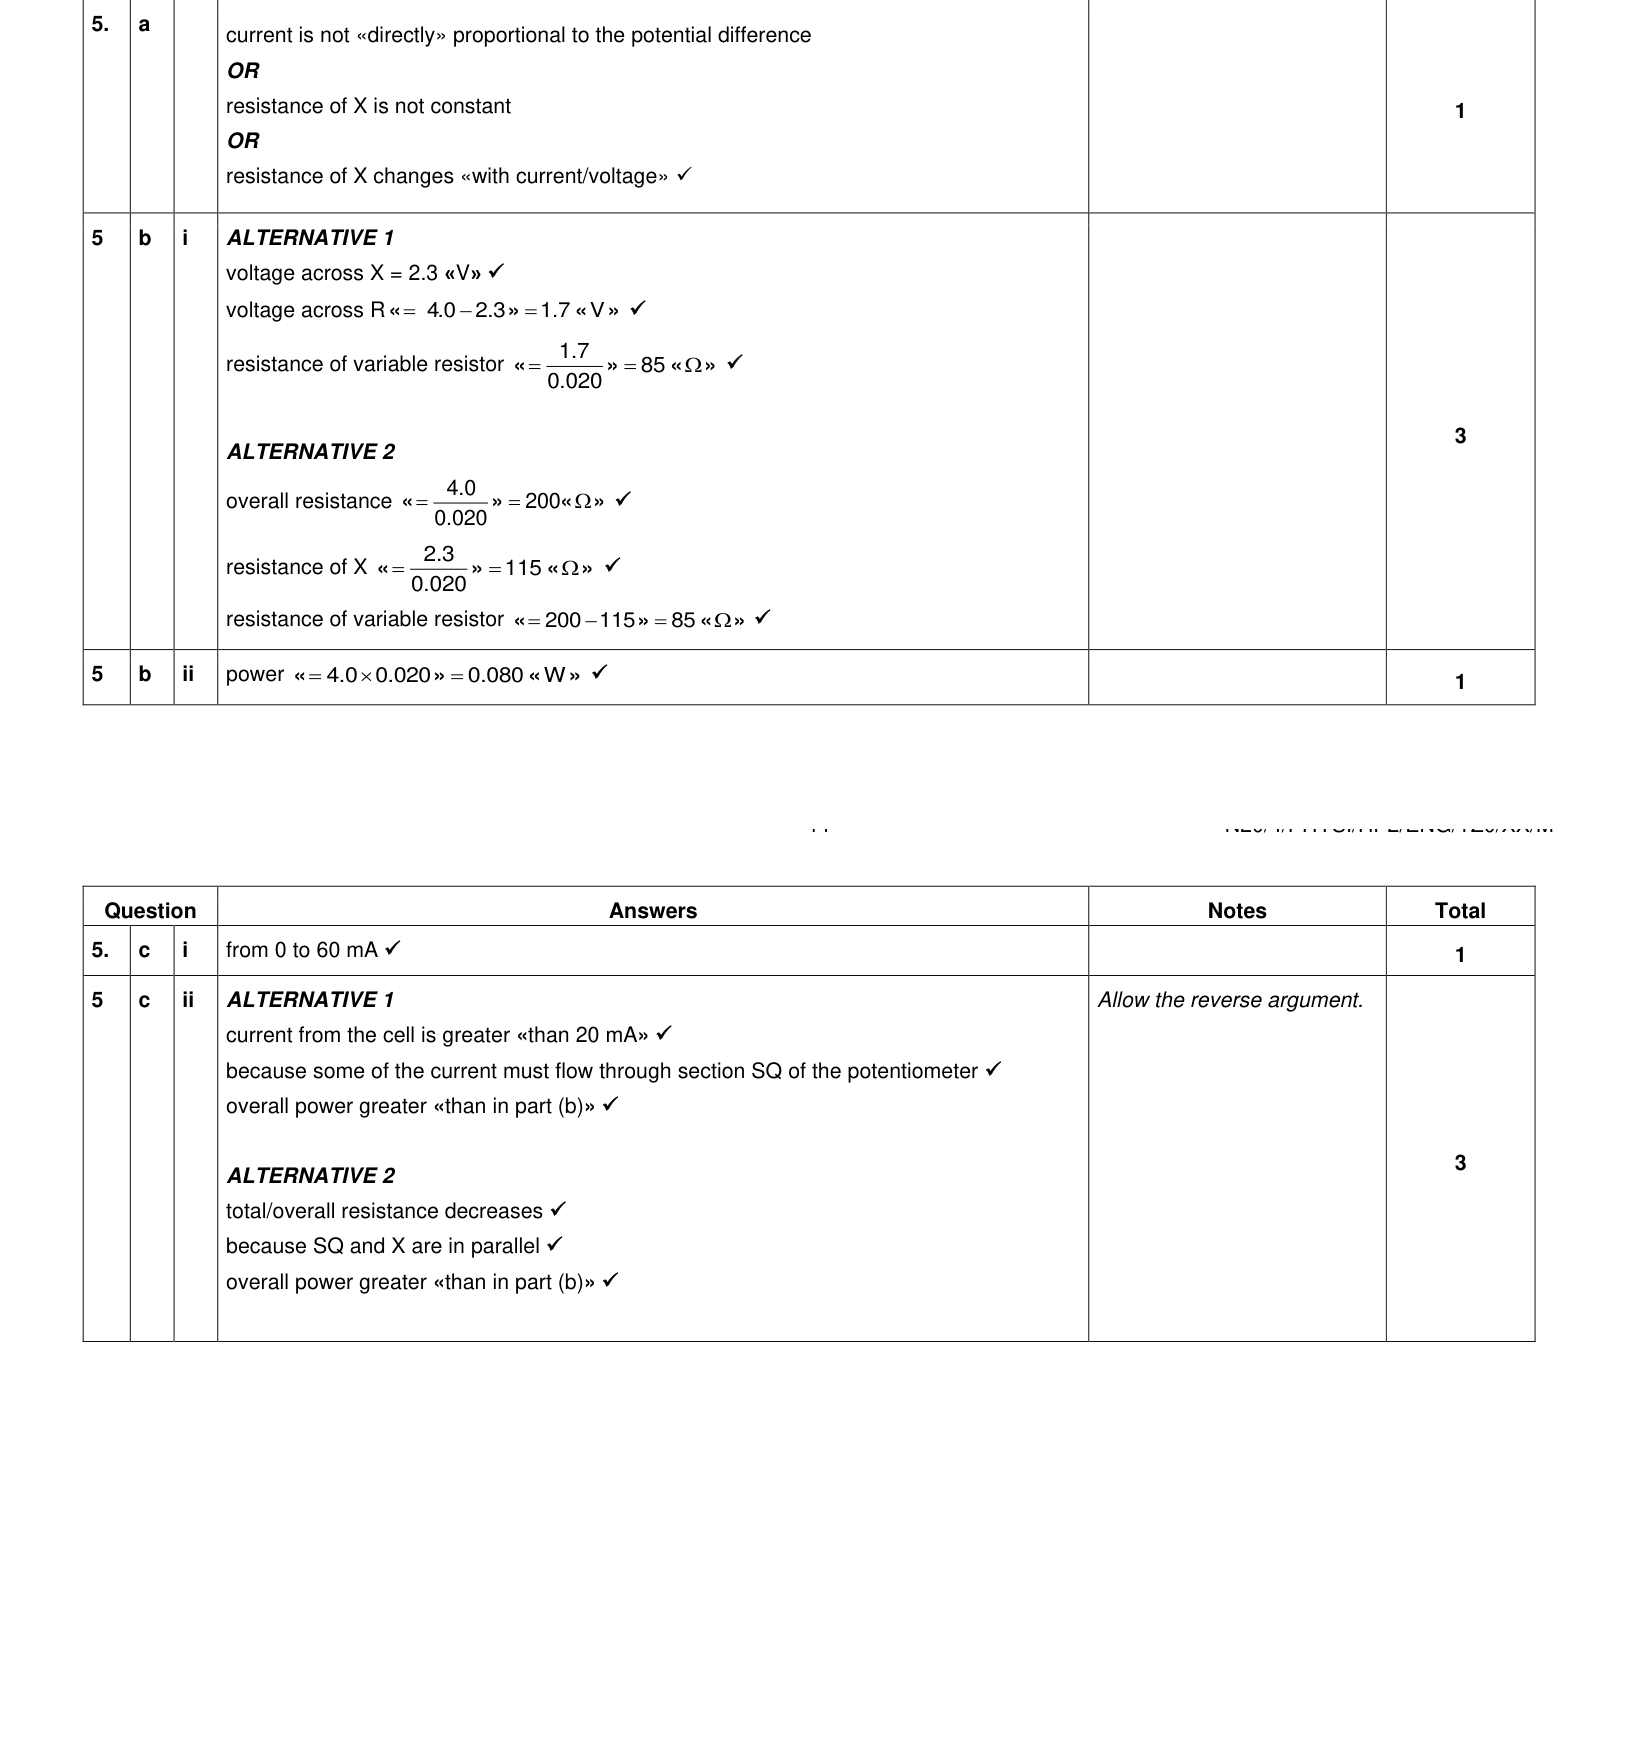 5. a
current is not «directly» proportional to the potential difference
OR
resistance of X is not constant
OR
resistance of X changes «with current/voltage» ✓
1
5 b i ALTERNATIVE 1
voltage across X = 2.3 «V» ✓
voltage across R «= 4.0 − 2.3» = 1.7 «V» ✓
resistance of variable resistor «= 1.7/0.020» = 85 «Ω» ✓
ALTERNATIVE 2
overall resistance «= 4.0/0.020» = 200«Ω» ✓
resistance of X «= 2.3/0.020» = 115 «Ω» ✓
resistance of variable resistor «= 200 − 115» = 85 «Ω» ✓
3
5 b ii power «= 4.0 × 0.020» = 0.080 «W» ✓ 1
Question Answers Notes Total
5. c i from 0 to 60 mA ✓ 1
5 c ii ALTERNATIVE 1 Allow the reverse argument.
current from the cell is greater «than 20 mA» ✓
because some of the current must flow through section SQ of the potentiometer ✓
overall power greater «than in part (b)» ✓
ALTERNATIVE 2
total/overall resistance decreases ✓
because SQ and X are in parallel ✓
overall power greater «than in part (b)» ✓
3